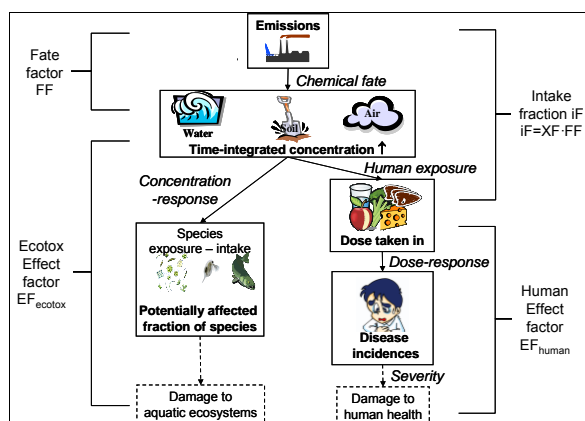 Emissions
Fate
factor
FF
Chemical fate
Water
Soil
Air
Time-integrated concentration ↑
Intake
fraction iF
iF=XF·FF
Concentration
-response
Human exposure
Species
exposure – intake
Potentially affected
fraction of species
Dose taken in
Dose-response
Disease
incidences
Ecotox
Effect
factor
EFecotox
Human
Effect
factor
EFhuman
Severity
Damage to
aquatic ecosystems
Damage to
human health